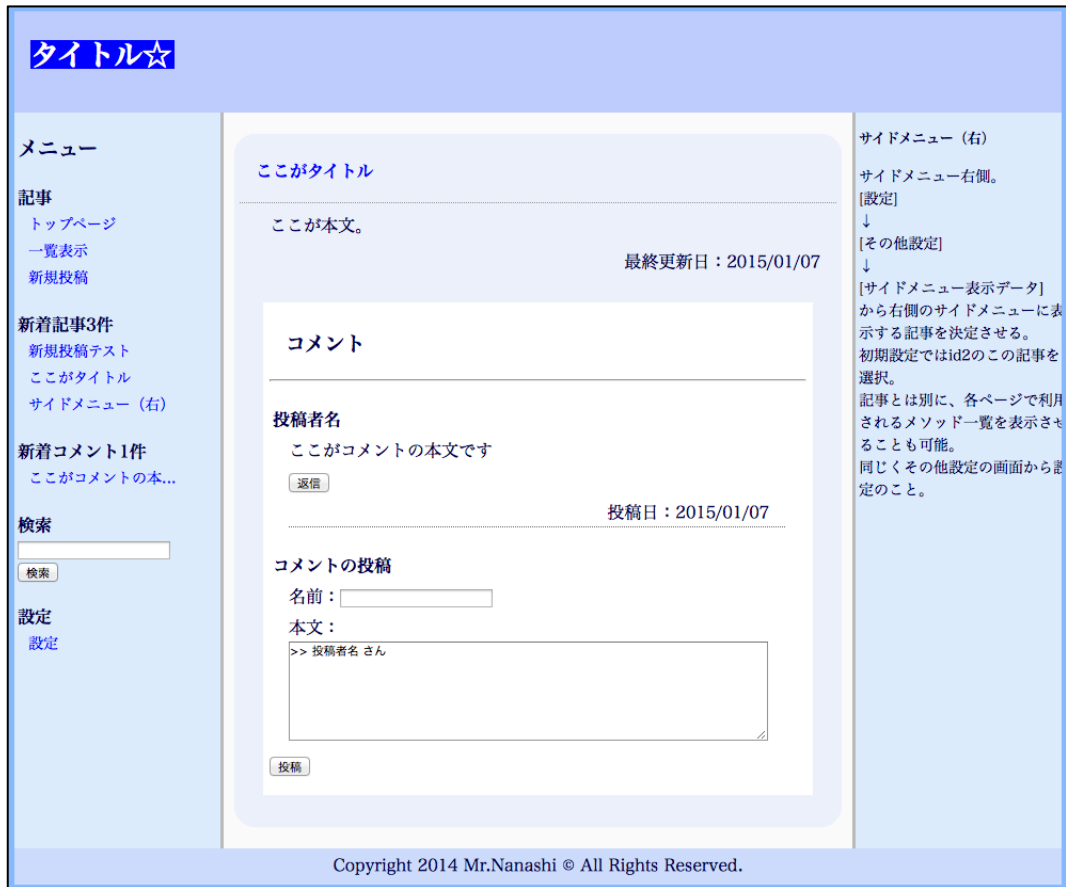 タイトル☆
メニュー
記事
トップページ
一覧表示
新規投稿
新着記事3件
新規投稿テスト
ここがタイトル
サイドメニュー（右）
新着コメント1件
ここがコメントの本...
検索
検索
設定
設定
ここがタイトル
ここが本文。
最終更新日：2015/01/07
コメント
投稿者名
ここがコメントの本文です
返信
投稿日：2015/01/07
コメントの投稿
名前：
本文：
>> 投稿者名 さん
投稿
サイドメニュー（右）
サイドメニュー右側。
[設定]
↓
[その他設定]
↓
[サイドメニュー表示データ]
から右側のサイドメニューに表
示する記事を決定させる。
初期設定ではid2のこの記事を
選択。
記事とは別に、各ページで利用
されるメソッド一覧を表示させ
ることも可能。
同じくその他設定の画面から設
定のこと。
Copyright 2014 Mr.Nanashi © All Rights Reserved.